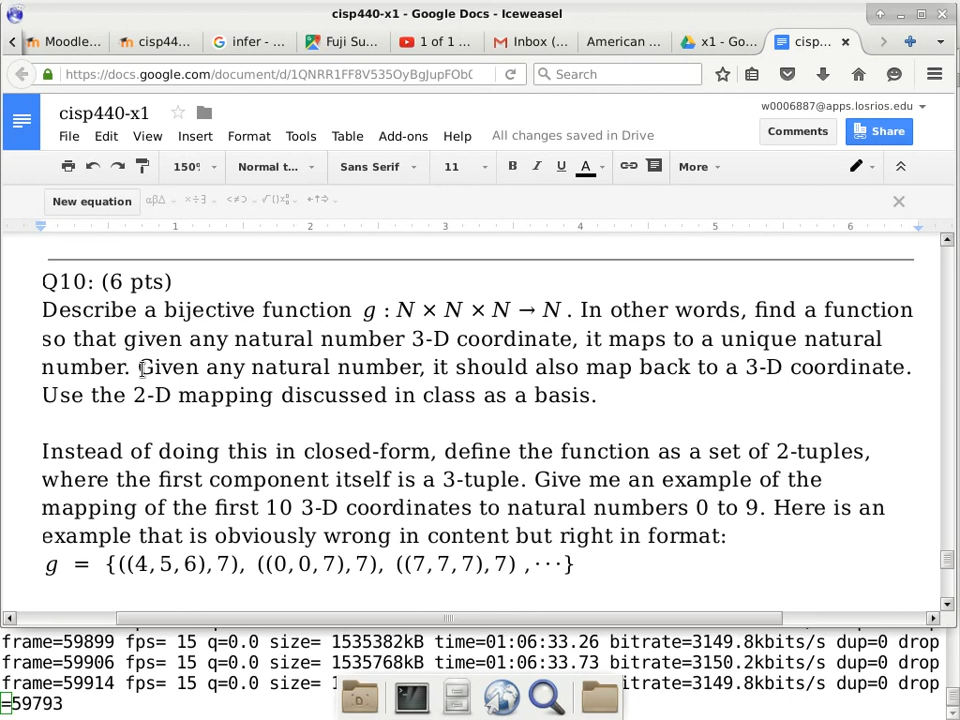 cisp440-x1 - Google Docs - Iceweasel
Moodle... cisp44... infer - ... Fuji Su... 1 of 1 ... Inbox (... American ... x1 - Go... cisp...
https://docs.google.com/document/d/1QNRR1FF8V535OyBgJupFOb( Search
cisp440-x1 w0006887@apps.losrios.edu
File Edit View Insert Format Tools Table Add-ons Help All changes saved in Drive Comments Share
150% Normal t... Sans Serif 11 B I U A More
New equation αβΔ ×÷∃ <≠⊃
1 2 3 4 5 6
Q10: (6 pts)
Describe a bijective function g : N × N × N → N. In other words, find a function
so that given any natural number 3-D coordinate, it maps to a unique natural
number. Given any natural number, it should also map back to a 3-D coordinate.
Use the 2-D mapping discussed in class as a basis.
Instead of doing this in closed-form, define the function as a set of 2-tuples,
where the first component itself is a 3-tuple. Give me an example of the
mapping of the first 10 3-D coordinates to natural numbers 0 to 9. Here is an
example that is obviously wrong in content but right in format:
g = {((4, 5, 6), 7), ((0, 0, 7), 7), ((7, 7, 7), 7) , ⋯}
frame=59899 fps= 15 q=0.0 size= 1535382kB time=01:06:33.26 bitrate=3149.8kbits/s dup=0 drop
frame=59906 fps= 15 q=0.0 size= 1535768kB time=01:06:33.73 bitrate=3150.2kbits/s dup=0 drop
frame=59914 fps= 15 q=0.0 size= 1 itrate=3149.8kbits/s dup=0 drop
=59793